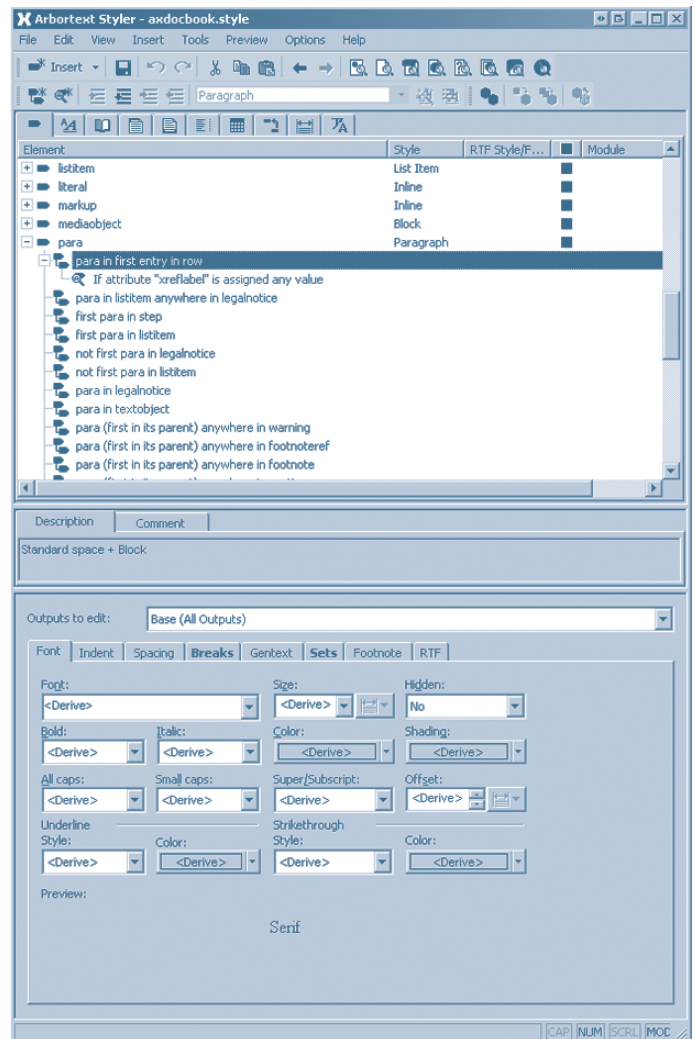 Arbortext Styler - axdocbook.style
File Edit View Insert Tools Preview Options Help
Insert
Paragraph
Element Style RTF Style/F... Module
listitem List Item
literal Inline
markup Inline
mediaobject Block
para Paragraph
para in first entry in row
If attribute "xreflabel" is assigned any value
para in listitem anywhere in legalnotice
first para in step
first para in listitem
not first para in legalnotice
not first para in listitem
para in legalnotice
para in textobject
para (first in its parent) anywhere in warning
para (first in its parent) anywhere in footnoteref
para (first in its parent) anywhere in footnote
Description Comment
Standard space + Block
Outputs to edit: Base (All Outputs)
Font Indent Spacing Breaks Gentext Sets Footnote RTF
Font: Size: Hidden:
<Derive> <Derive> No
Bold: Italic: Color: Shading:
<Derive> <Derive> <Derive> <Derive>
All caps: Small caps: Super/Subscript: Offset:
<Derive> <Derive> <Derive> <Derive>
Underline Strikethrough
Style: Color: Style: Color:
<Derive> <Derive> <Derive> <Derive>
Preview:
Serif
CAP NUM SCRL MOD